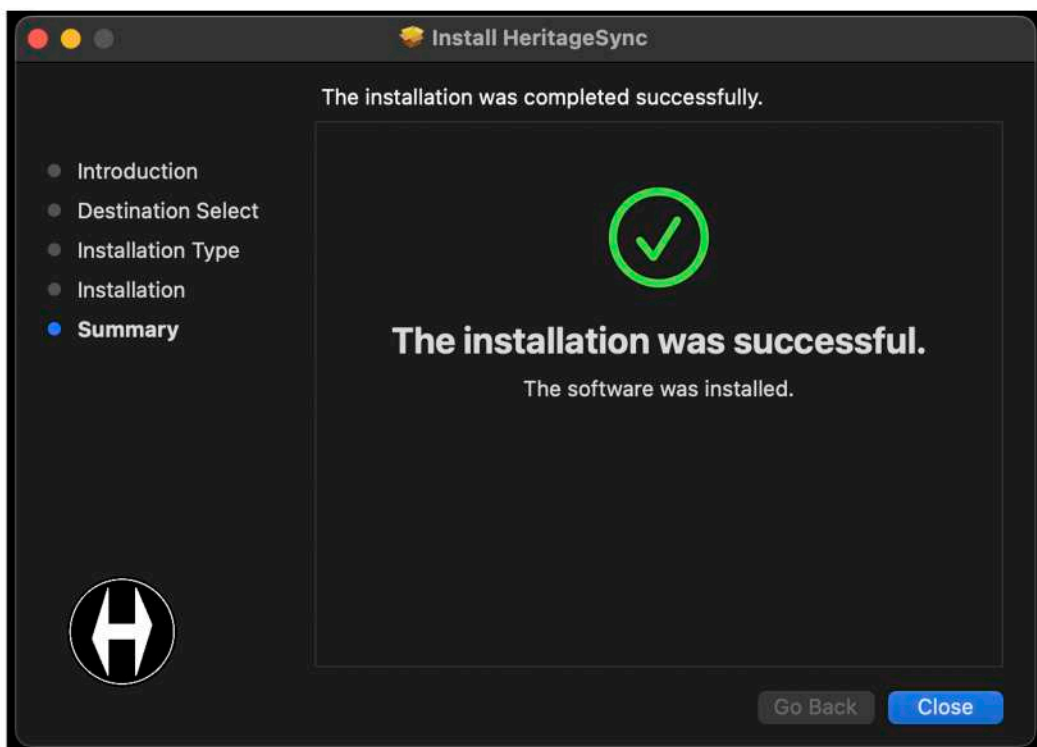 Install HeritageSync
The installation was completed successfully.
Introduction
Destination Select
Installation Type
Installation
Summary
The installation was successful.
The software was installed.
Go Back
Close